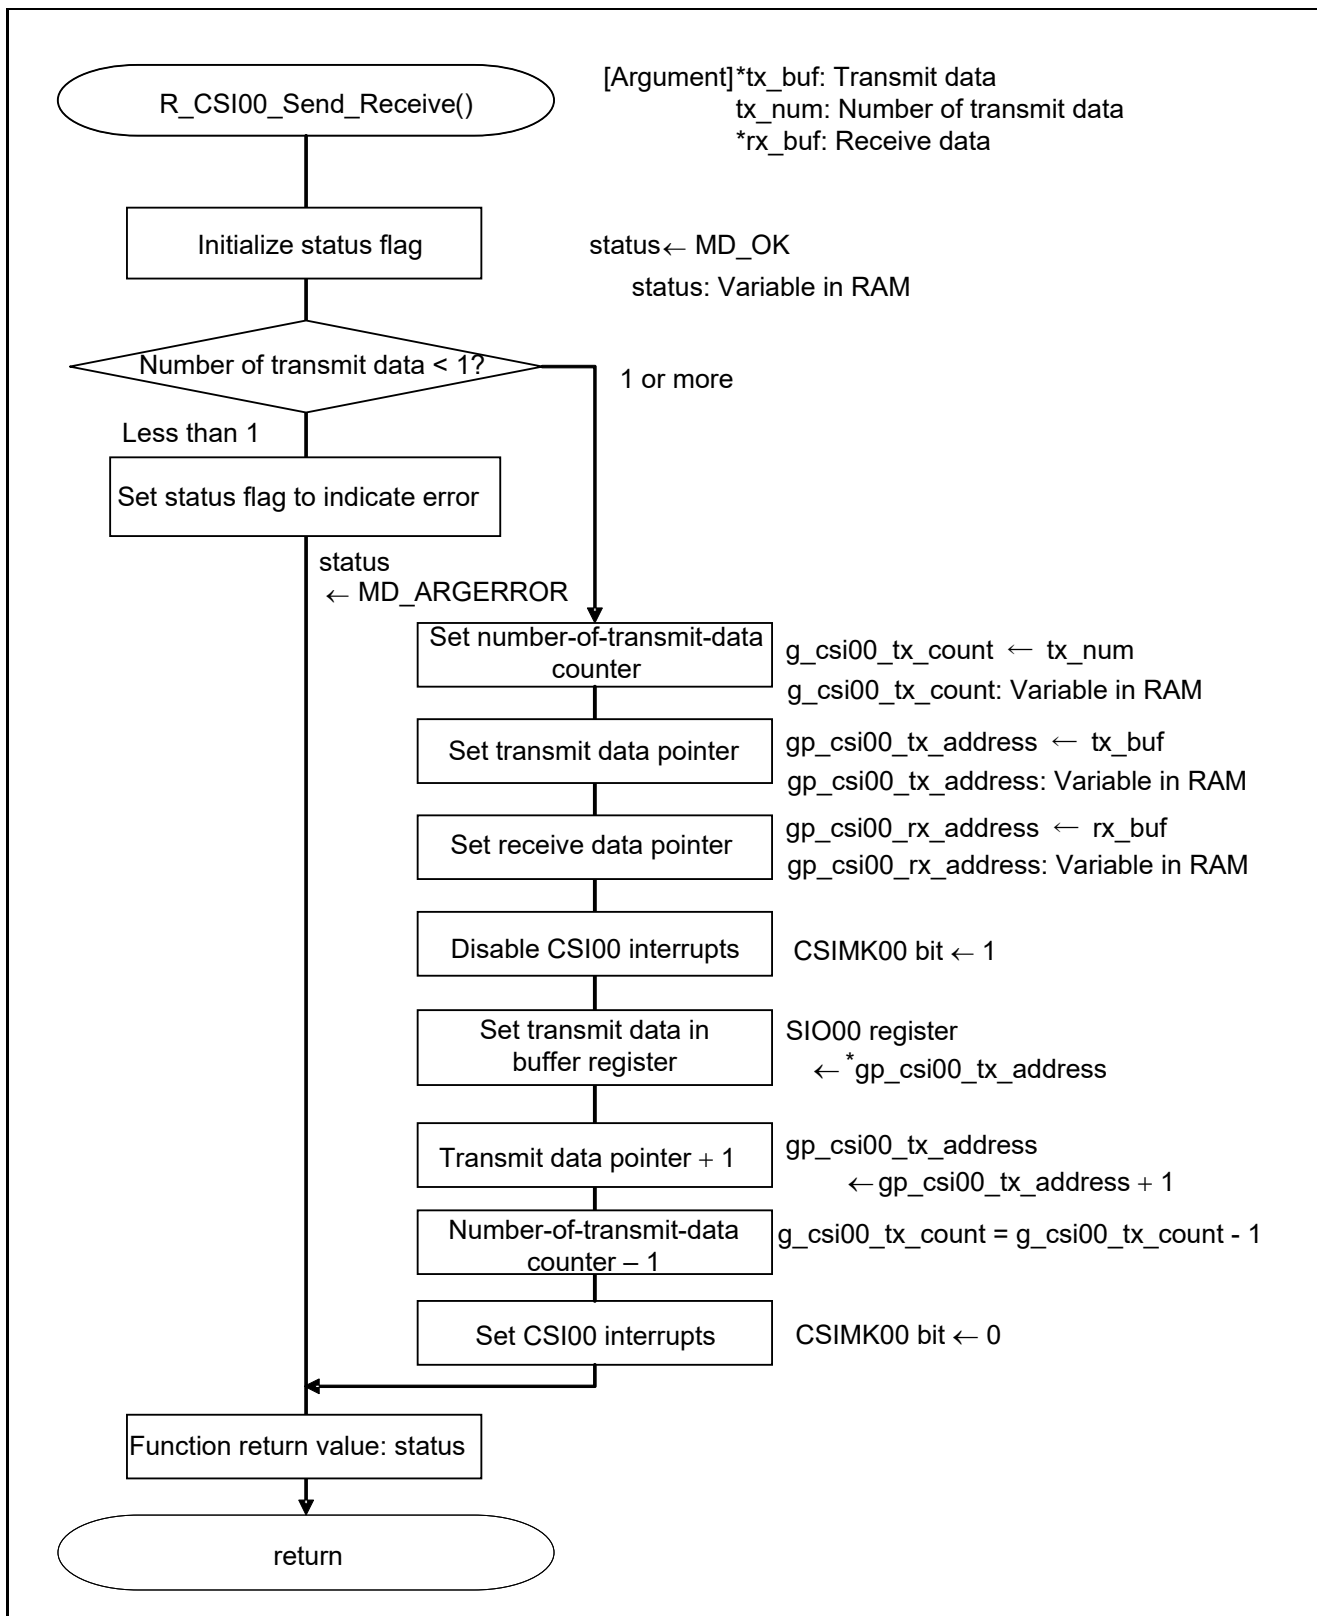 R_CSI00_Send_Receive()
[Argument]*tx_buf: Transmit data
tx_num: Number of transmit data
*rx_buf: Receive data
Initialize status flag
status← MD_OK
status: Variable in RAM
Number of transmit data < 1?
1 or more
Less than 1
Set status flag to indicate error
status
← MD_ARGERROR
Set number-of-transmit-data
counter
g_csi00_tx_count ← tx_num
g_csi00_tx_count: Variable in RAM
Set transmit data pointer
gp_csi00_tx_address ← tx_buf
gp_csi00_tx_address: Variable in RAM
Set receive data pointer
gp_csi00_rx_address ← rx_buf
gp_csi00_rx_address: Variable in RAM
Disable CSI00 interrupts
CSIMK00 bit ← 1
Set transmit data in
buffer register
SIO00 register
← *gp_csi00_tx_address
Transmit data pointer + 1
gp_csi00_tx_address
← gp_csi00_tx_address + 1
Number-of-transmit-data
counter – 1
g_csi00_tx_count = g_csi00_tx_count - 1
Set CSI00 interrupts
CSIMK00 bit ← 0
Function return value: status
return